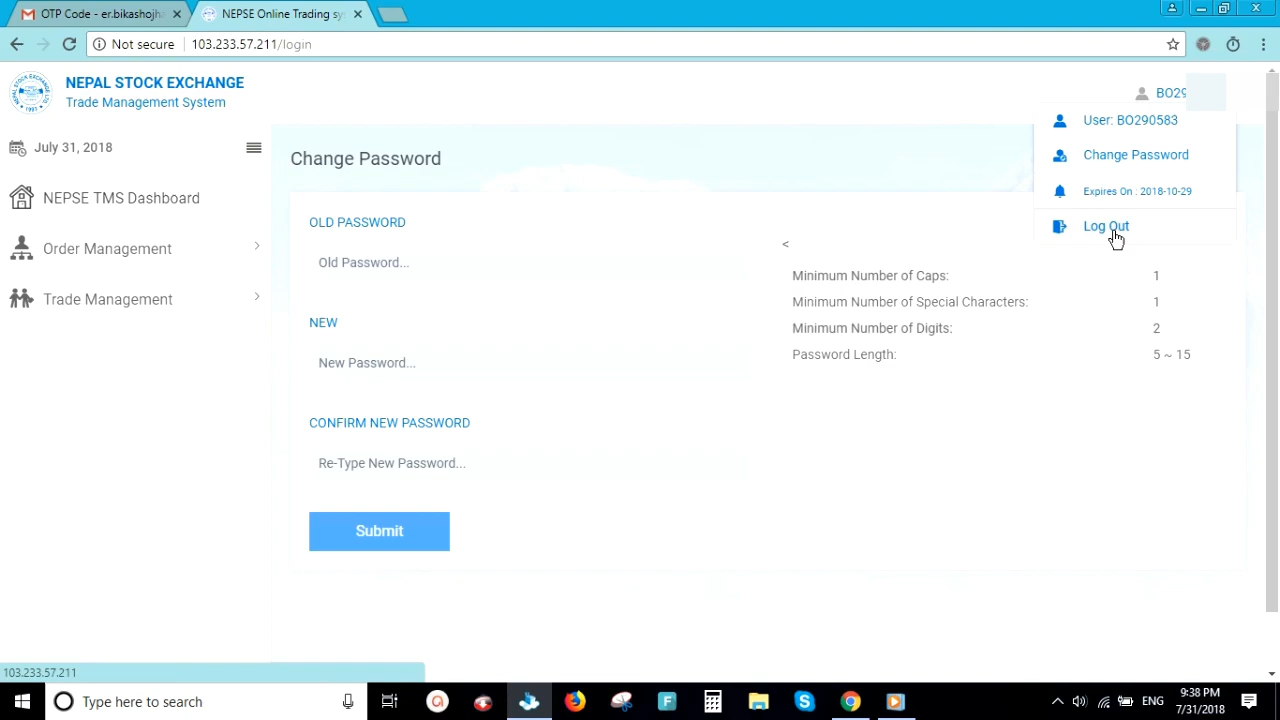 OTP Code - er.bikashojha
NEPSE Online Trading sy
Not secure
103.233.57.211/login
NEPAL STOCK EXCHANGE
Trade Management System
BO29
July 31, 2018
User: BO290583
Change Password
Expires On : 2018-10-29
Log Out
NEPSE TMS Dashboard
Order Management
Trade Management
Change Password
OLD PASSWORD
Old Password...
NEW
New Password...
CONFIRM NEW PASSWORD
Re-Type New Password...
Submit
<
Minimum Number of Caps: 1
Minimum Number of Special Characters: 1
Minimum Number of Digits: 2
Password Length: 5 ~ 15
103.233.57.211
Type here to search
ENG
9:38 PM
7/31/2018